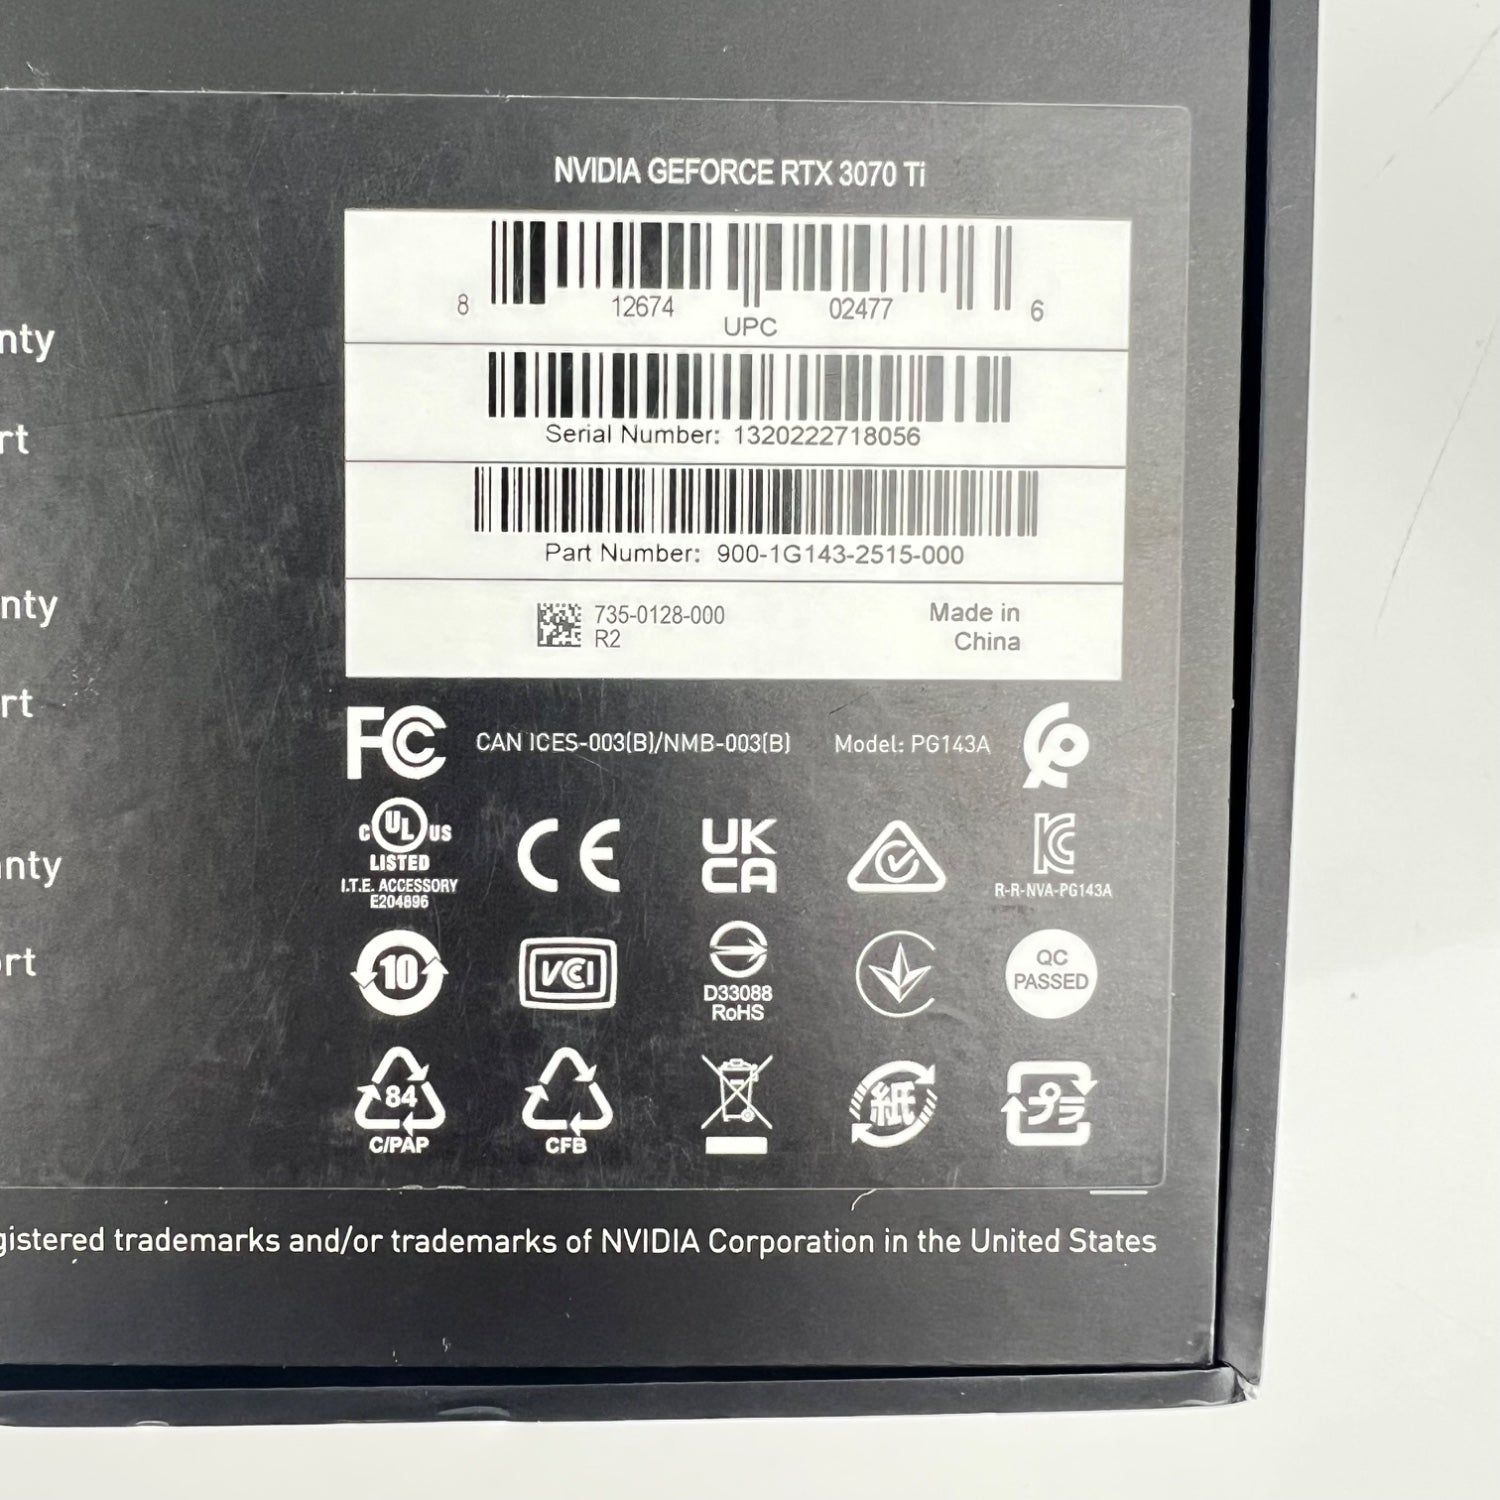 NVIDIA GEFORCE RTX 3070 Ti
8 12674 02477 6
UPC
nty
Serial Number: 1320222718056
rt
Part Number: 900-1G143-2515-000
nty
735-0128-000
R2
Made in
China
rt
FC CAN ICES-003(B)/NMB-003(B) Model: PG143A
c UL US
LISTED
I.T.E. ACCESSORY
E204896
CE
UK
CA
R-R-NVA-PG143A
nty
10
VCI
D33088
RoHS
QC
PASSED
rt
84
C/PAP
CFB
紙
プラ
gistered trademarks and/or trademarks of NVIDIA Corporation in the United States